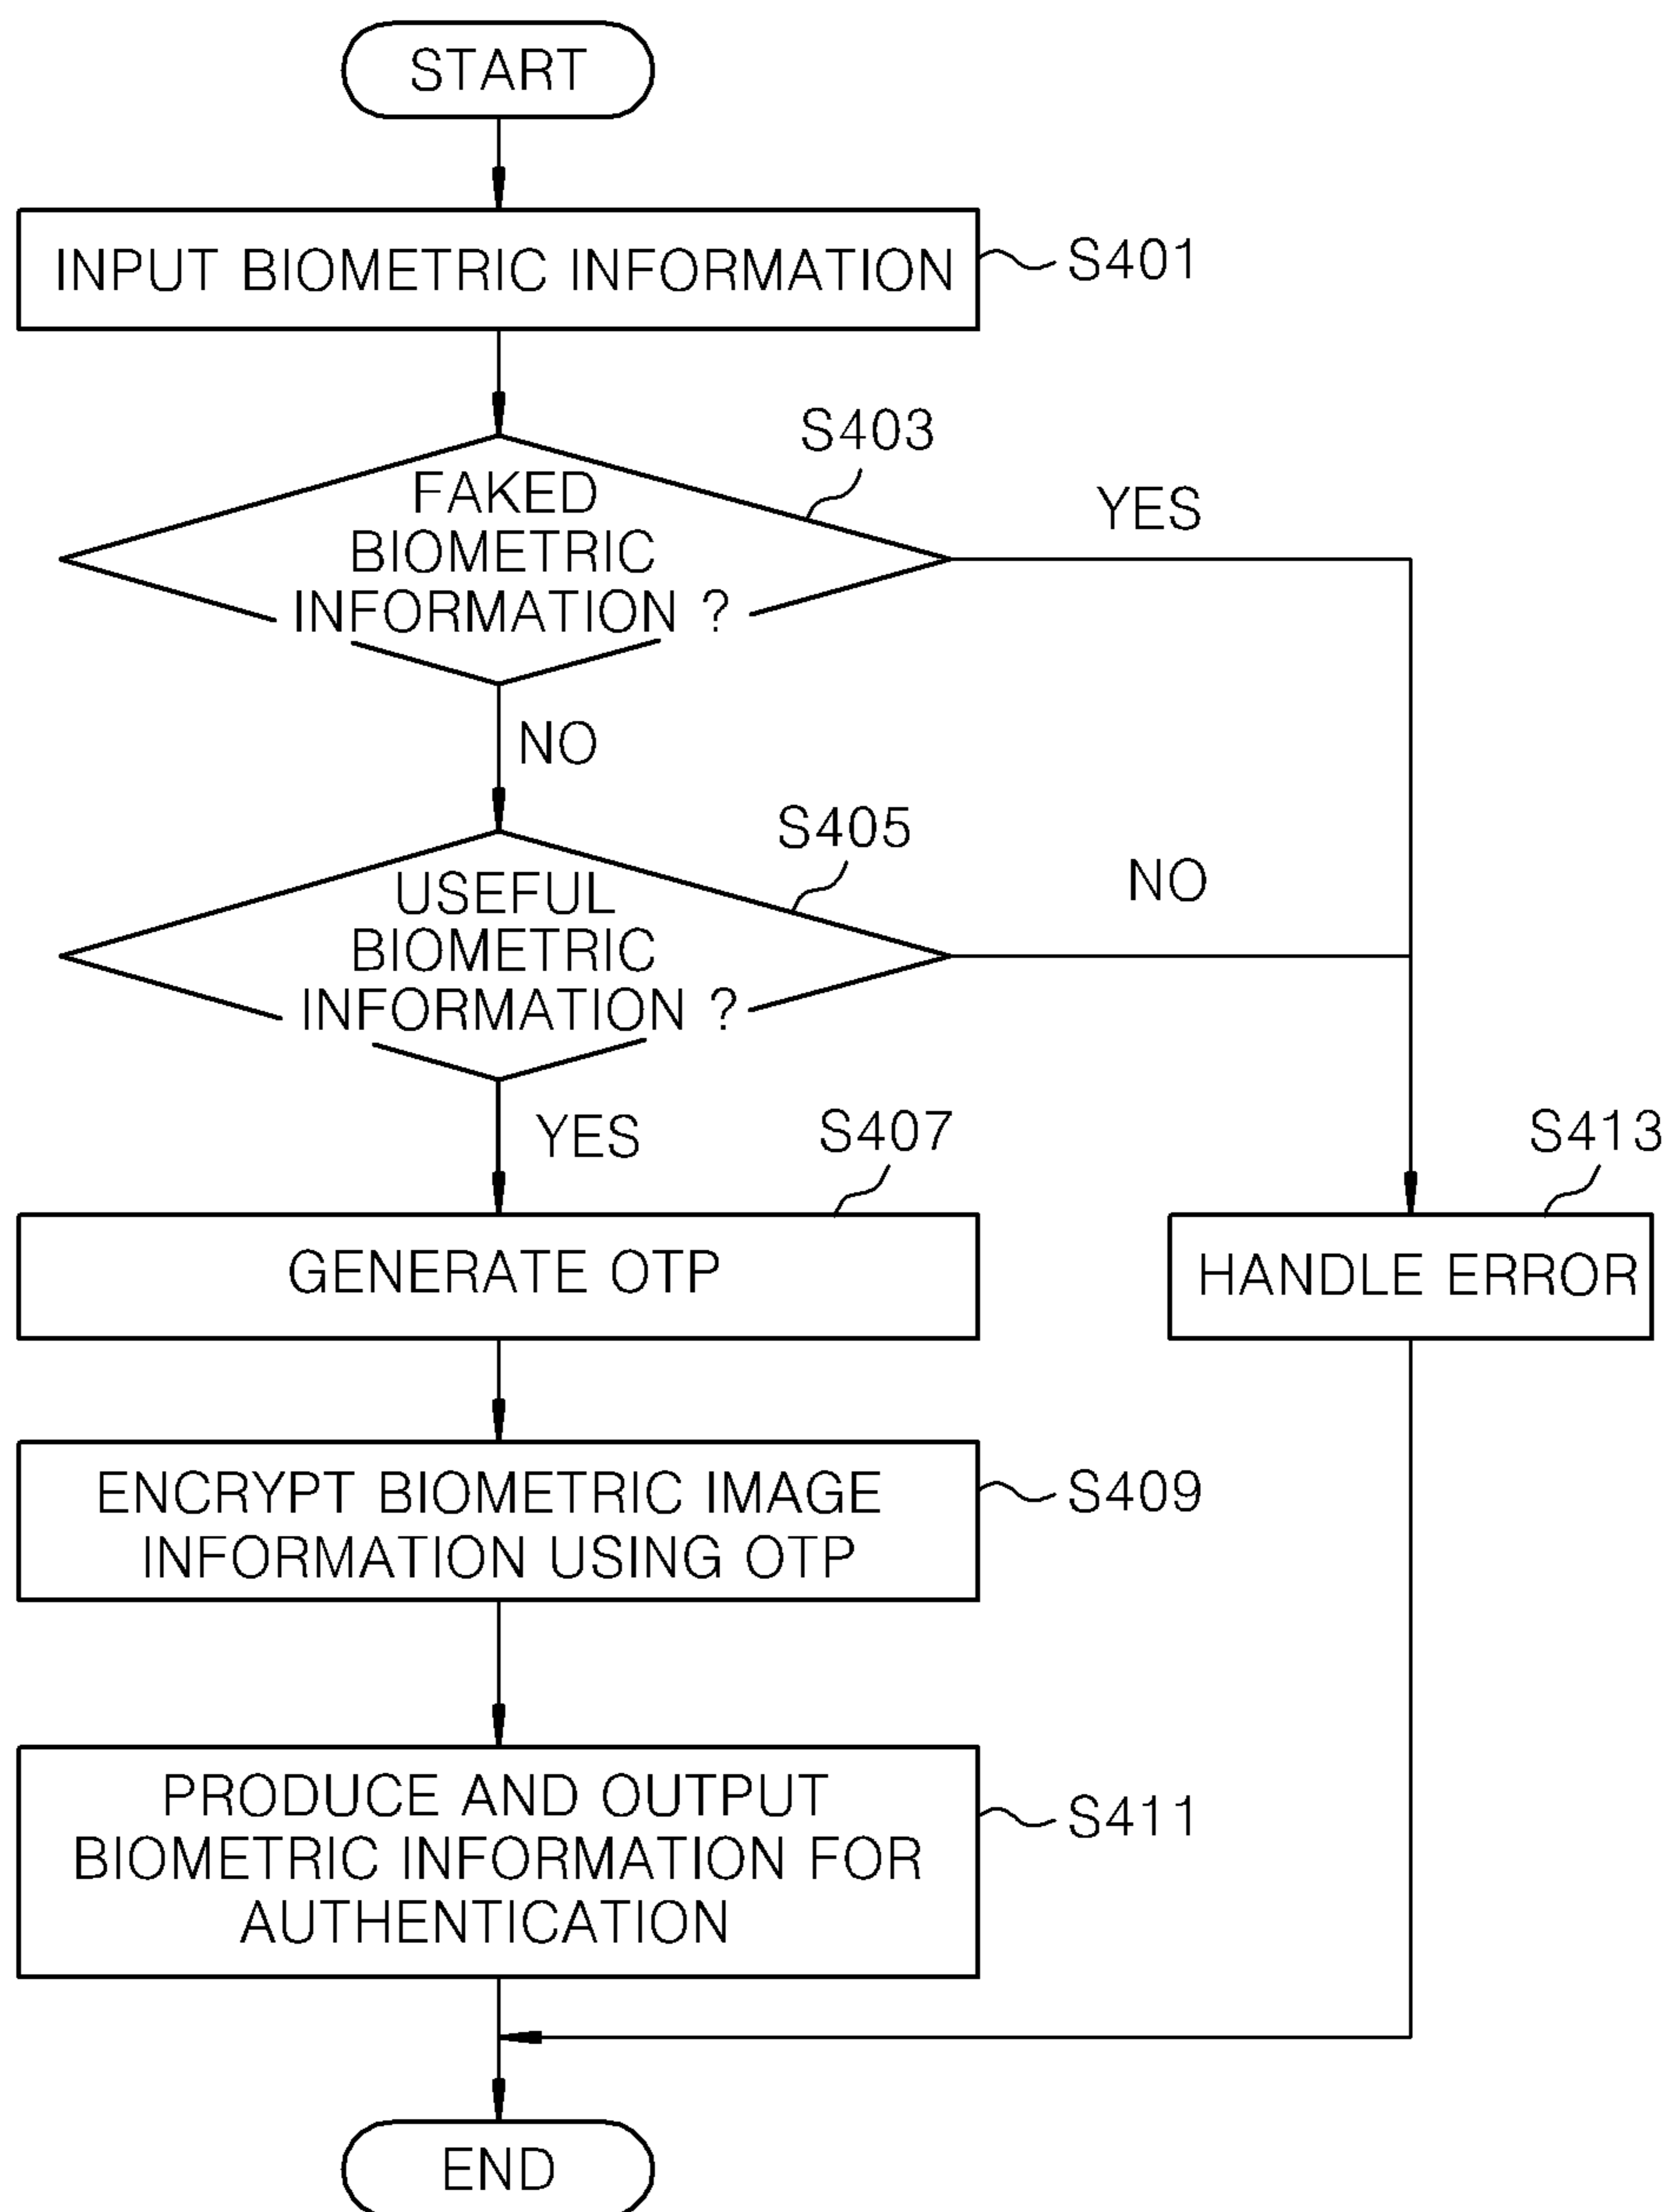 START
INPUT BIOMETRIC INFORMATION
S401
S403
FAKED
BIOMETRIC
INFORMATION ?
YES
NO
S405
USEFUL
BIOMETRIC
INFORMATION ?
NO
YES
S407
S413
GENERATE OTP
HANDLE ERROR
ENCRYPT BIOMETRIC IMAGE
INFORMATION USING OTP
S409
PRODUCE AND OUTPUT
BIOMETRIC INFORMATION FOR
AUTHENTICATION
S411
END